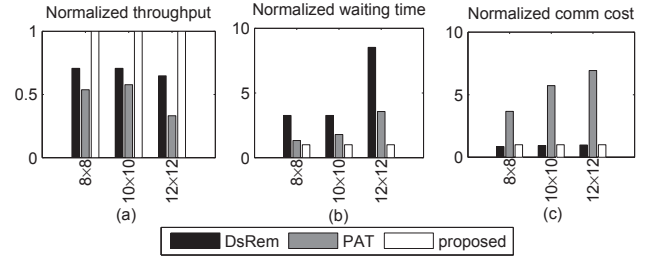 Normalized throughput
1
0.5
0
8×8
10×10
12×12
(a)
Normalized waiting time
10
5
0
8×8
10×10
12×12
(b)
Normalized comm cost
10
5
0
8×8
10×10
12×12
(c)
DsRem PAT proposed